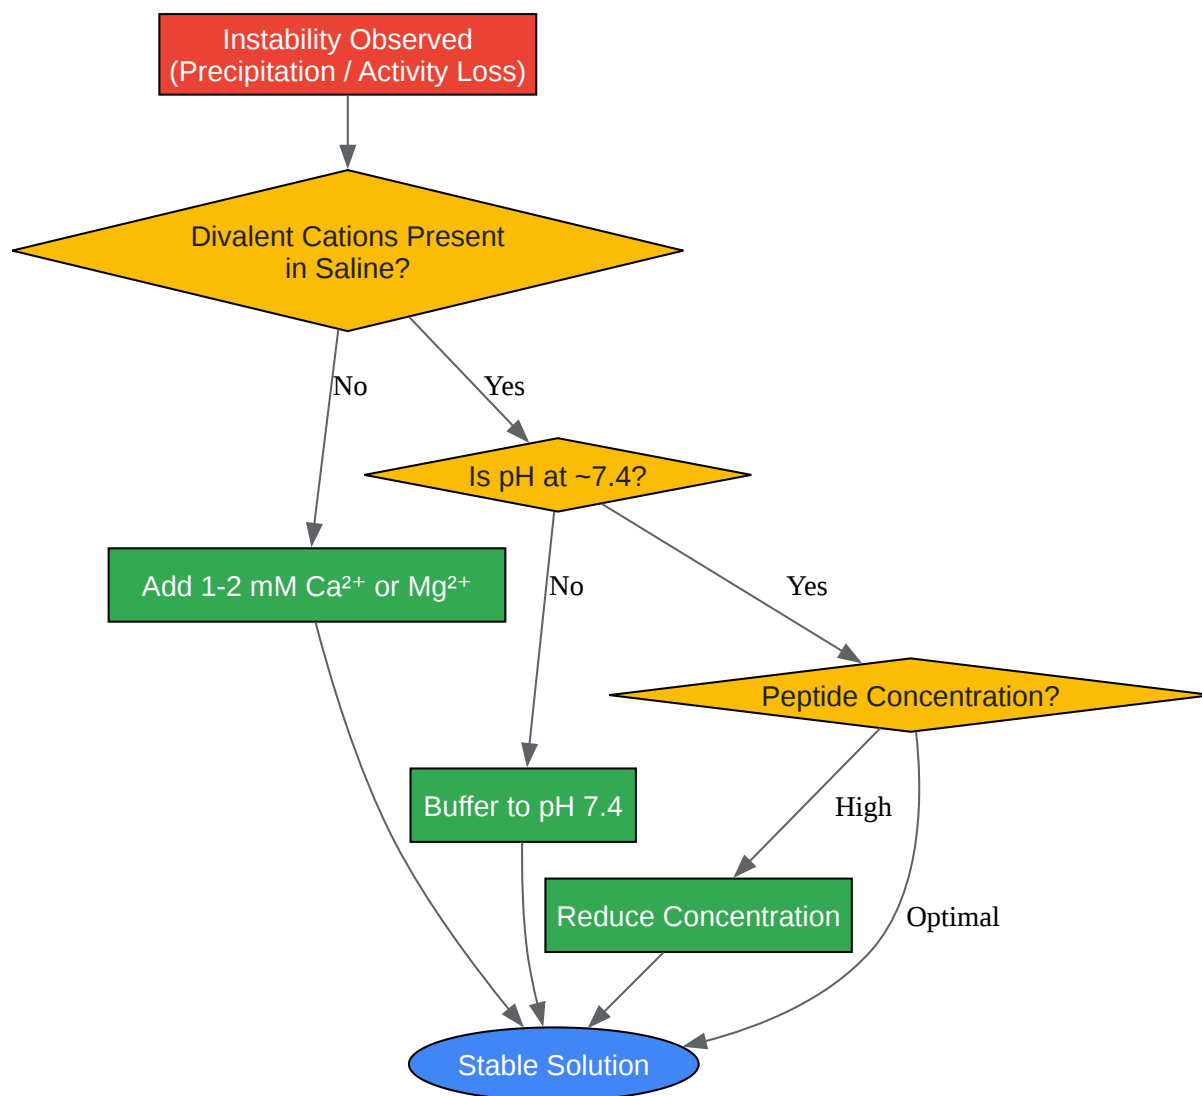 Instability Observed
(Precipitation / Activity Loss)
Divalent Cations Present
in Saline?
No
Yes
Is pH at ~7.4?
Add 1-2 mM Ca²⁺ or Mg²⁺
No
Yes
Peptide Concentration?
Buffer to pH 7.4
High
Reduce Concentration
Optimal
Stable Solution